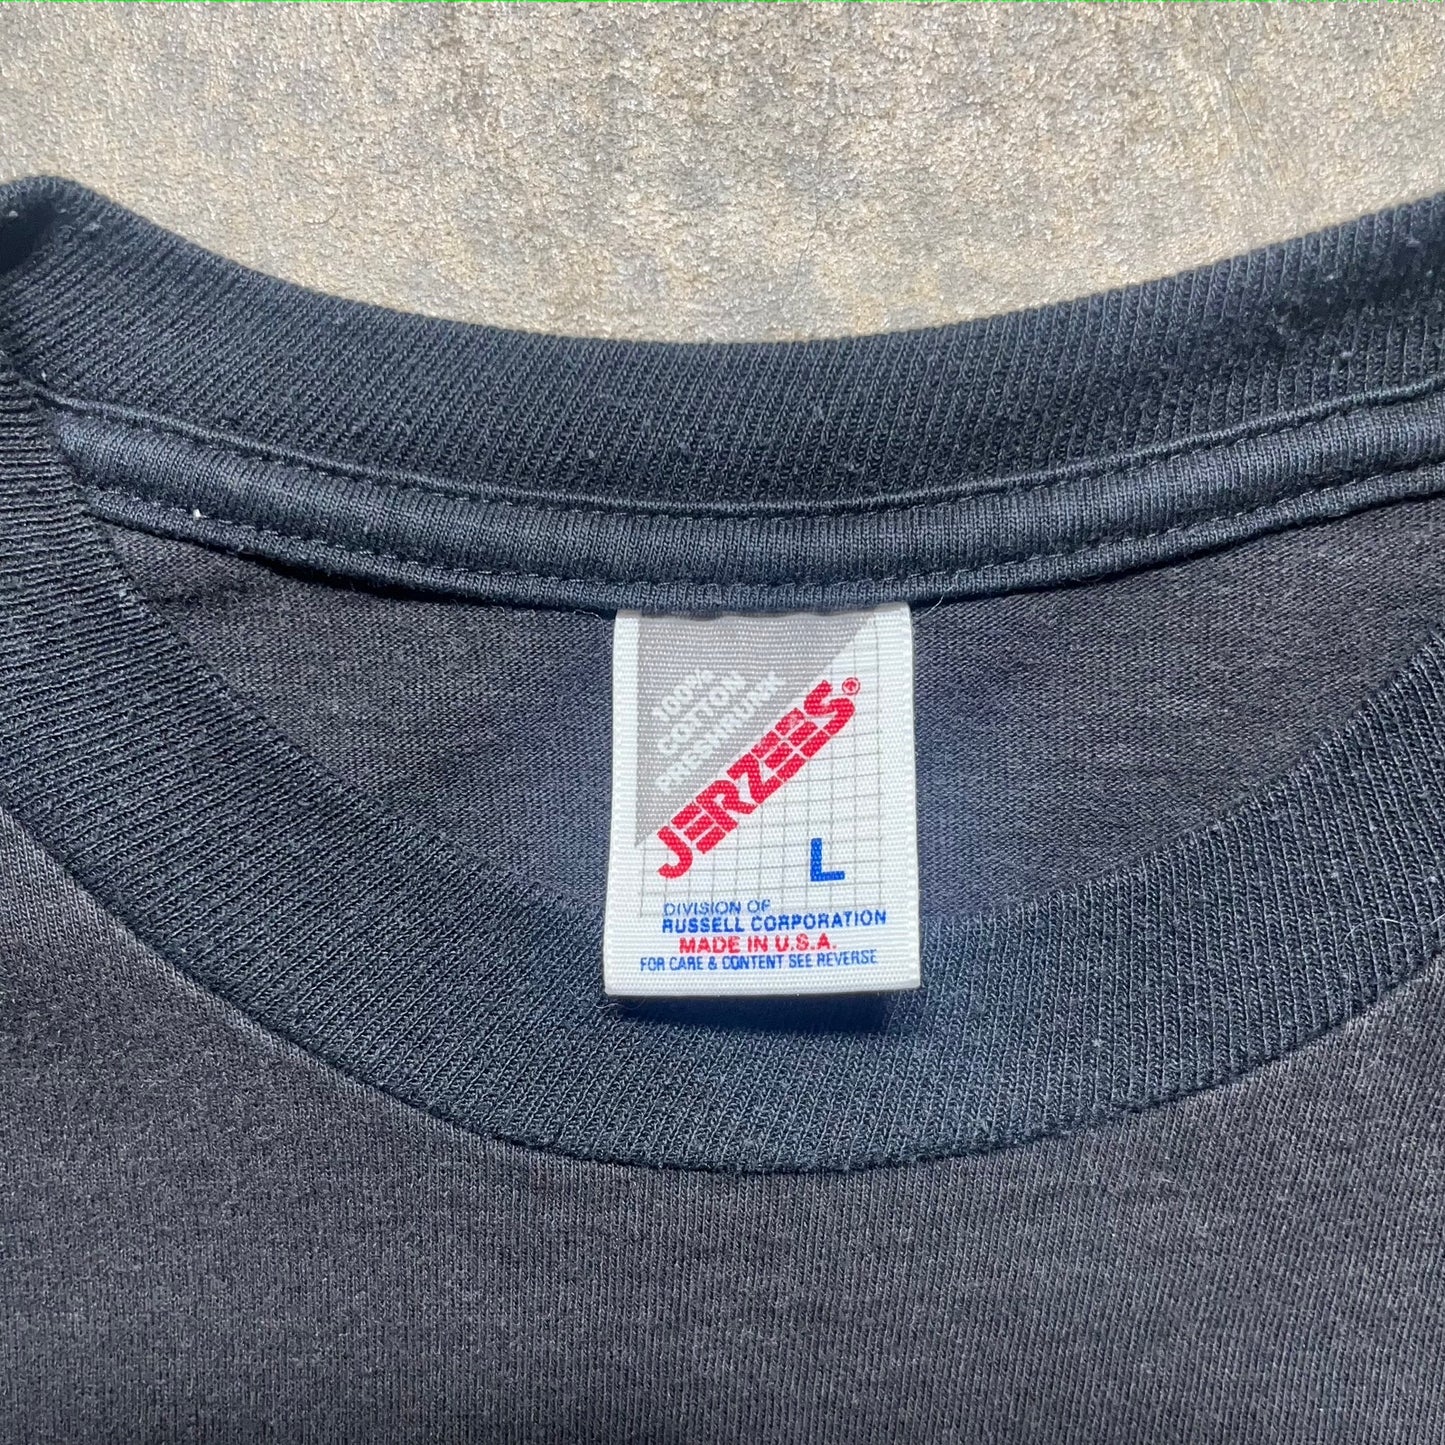 100%
COTTON
PRESHRUNK
JERZEES®
L
DIVISION OF
RUSSELL CORPORATION
MADE IN U.S.A.
FOR CARE & CONTENT SEE REVERSE